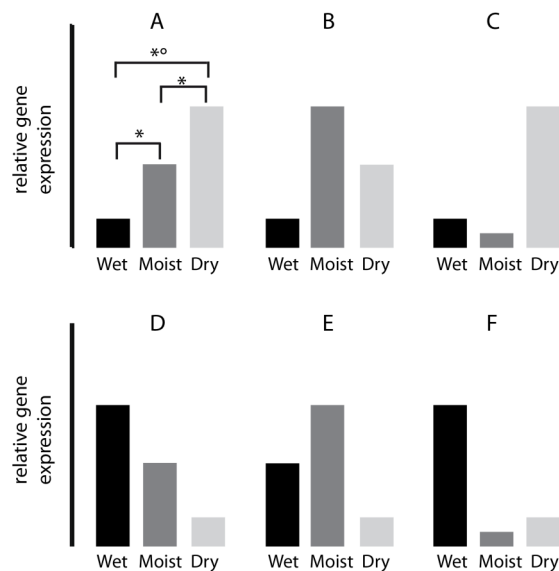 A B C
*°
*
*
relative gene
expression
Wet Moist Dry Wet Moist Dry Wet Moist Dry
D E F
relative gene
expression
Wet Moist Dry Wet Moist Dry Wet Moist Dry